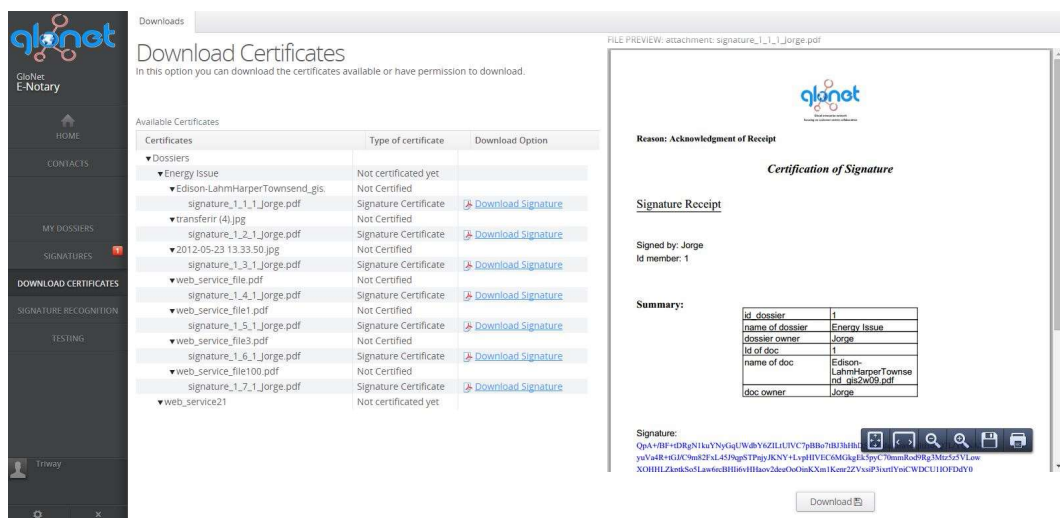 glonet
GloNet
E-Notary
HOME
CONTACTS
MY DOSSIERS
SIGNATURES
1
DOWNLOAD CERTIFICATES
SIGNATURE RECOGNITION
TESTING
Triway
Downloads
Download Certificates
In this option you can download the certificates available or have permission to download.
Available Certificates
Certificates Type of certificate Download Option
Dossiers
Energy Issue Not certificated yet
Edison-LahmHarperTownsend_gis. Not Certified
signature_1_1_1_Jorge.pdf Signature Certificate Download Signature
transferir (4).jpg Not Certified
signature_1_2_1_Jorge.pdf Signature Certificate Download Signature
2012-05-23 13.33.50.jpg Not Certified
signature_1_3_1_Jorge.pdf Signature Certificate Download Signature
web_service_file.pdf Not Certified
signature_1_4_1_Jorge.pdf Signature Certificate Download Signature
web_service_file1.pdf Not Certified
signature_1_5_1_Jorge.pdf Signature Certificate Download Signature
web_service_file3.pdf Not Certified
signature_1_6_1_Jorge.pdf Signature Certificate Download Signature
web_service_file100.pdf Not Certified
signature_1_7_1_Jorge.pdf Signature Certificate Download Signature
web_service21 Not certificated yet
FILE PREVIEW: attachment: signature_1_1_1_Jorge.pdf
glonet
Reason: Acknowledgment of Receipt
Certification of Signature
Signature Receipt
Signed by: Jorge
Id member: 1
Summary:
id_dossier 1
name of dossier Energy Issue
dossier owner Jorge
Id of doc 1
name of doc Edison-
LahmHarperTownse
nd_gis2w09.pdf
doc owner Jorge
Signature:
Download